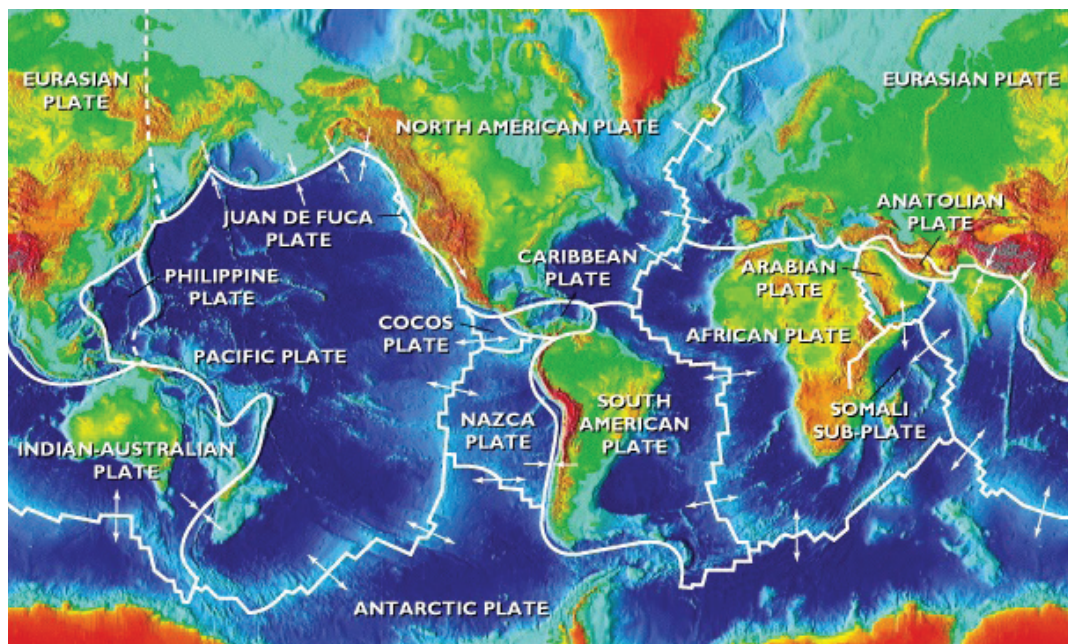 EURASIAN
PLATE
EURASIAN PLATE
NORTH AMERICAN PLATE
JUAN DE FUCA
PLATE
ANATOLIAN
PLATE
CARIBBEAN
PLATE
ARABIAN
PLATE
PHILIPPINE
PLATE
COCOS
PLATE
AFRICAN PLATE
PACIFIC PLATE
NAZCA
PLATE
SOUTH
AMERICAN
PLATE
SOMALI
SUB-PLATE
INDIAN-AUSTRALIAN
PLATE
ANTARCTIC PLATE